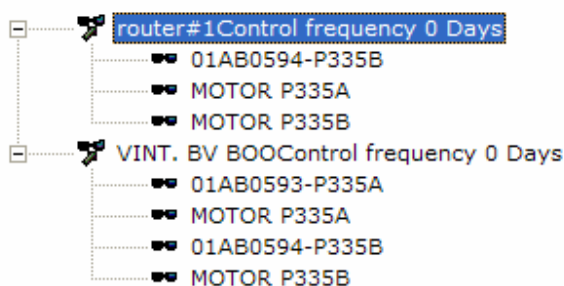 router#1Control frequency 0 Days
01AB0594-P335B
MOTOR P335A
MOTOR P335B
VINT. BV BOOControl frequency 0 Days
01AB0593-P335A
MOTOR P335A
01AB0594-P335B
MOTOR P335B